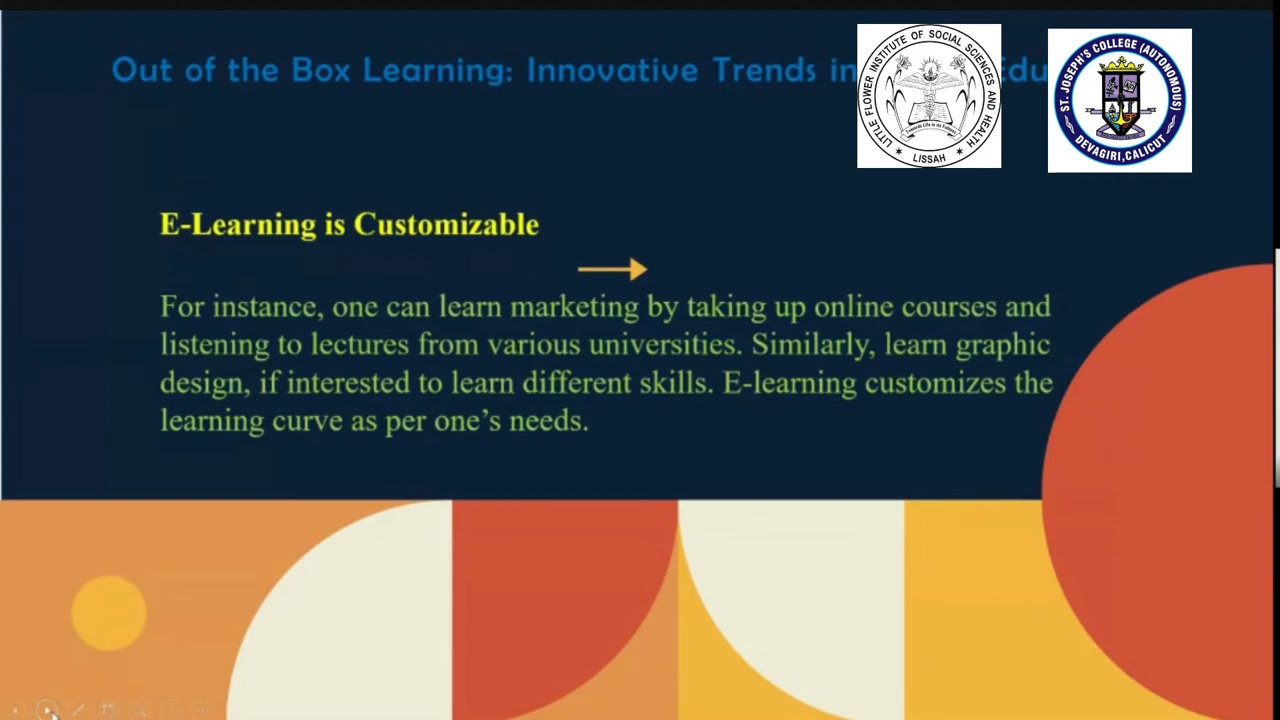 Out of the Box Learning: Innovative Trends in Edu
LITTLE FLOWER INSTITUTE OF SOCIAL SCIENCES AND HEALTH
LISSAH
ST. JOSEPH'S COLLEGE (AUTONOMOUS)
DEVAGIRI, CALICUT
E-Learning is Customizable
For instance, one can learn marketing by taking up online courses and
listening to lectures from various universities. Similarly, learn graphic
design, if interested to learn different skills. E-learning customizes the
learning curve as per one’s needs.